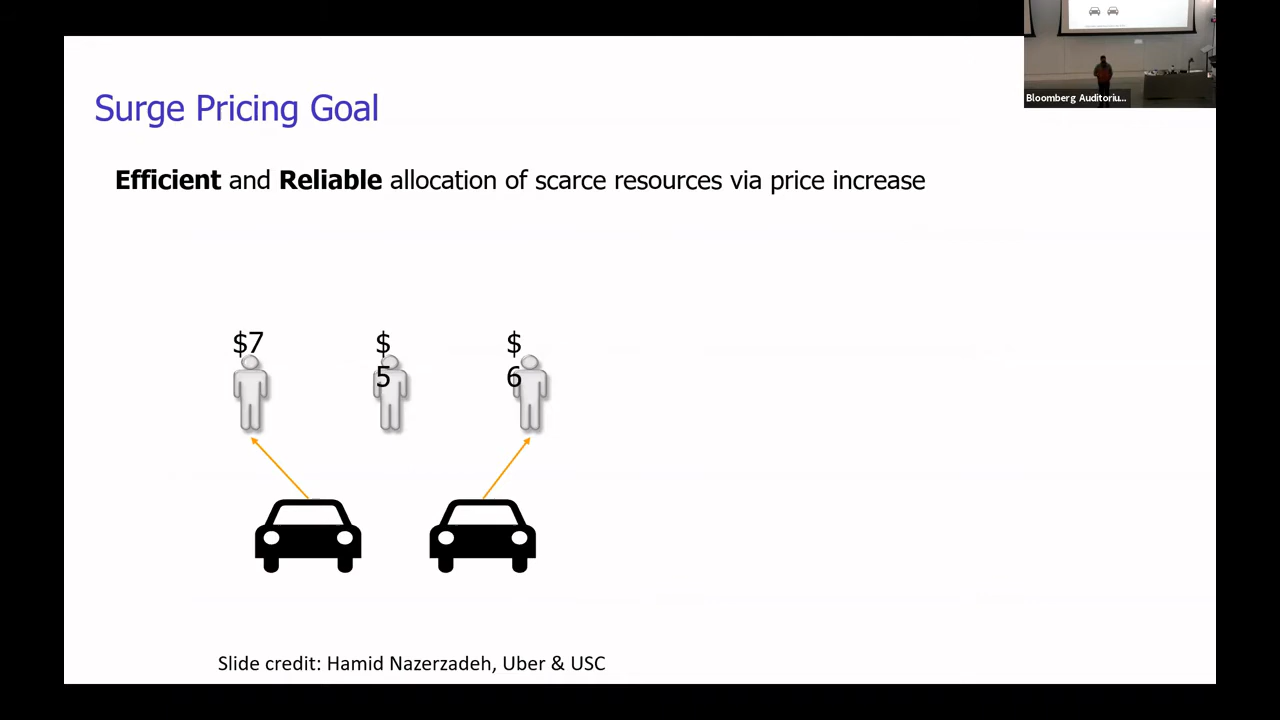 Surge Pricing Goal
Efficient and Reliable allocation of scarce resources via price increase
$7
$
5
$
6
Slide credit: Hamid Nazerzadeh, Uber & USC
Bloomberg Auditoriu...